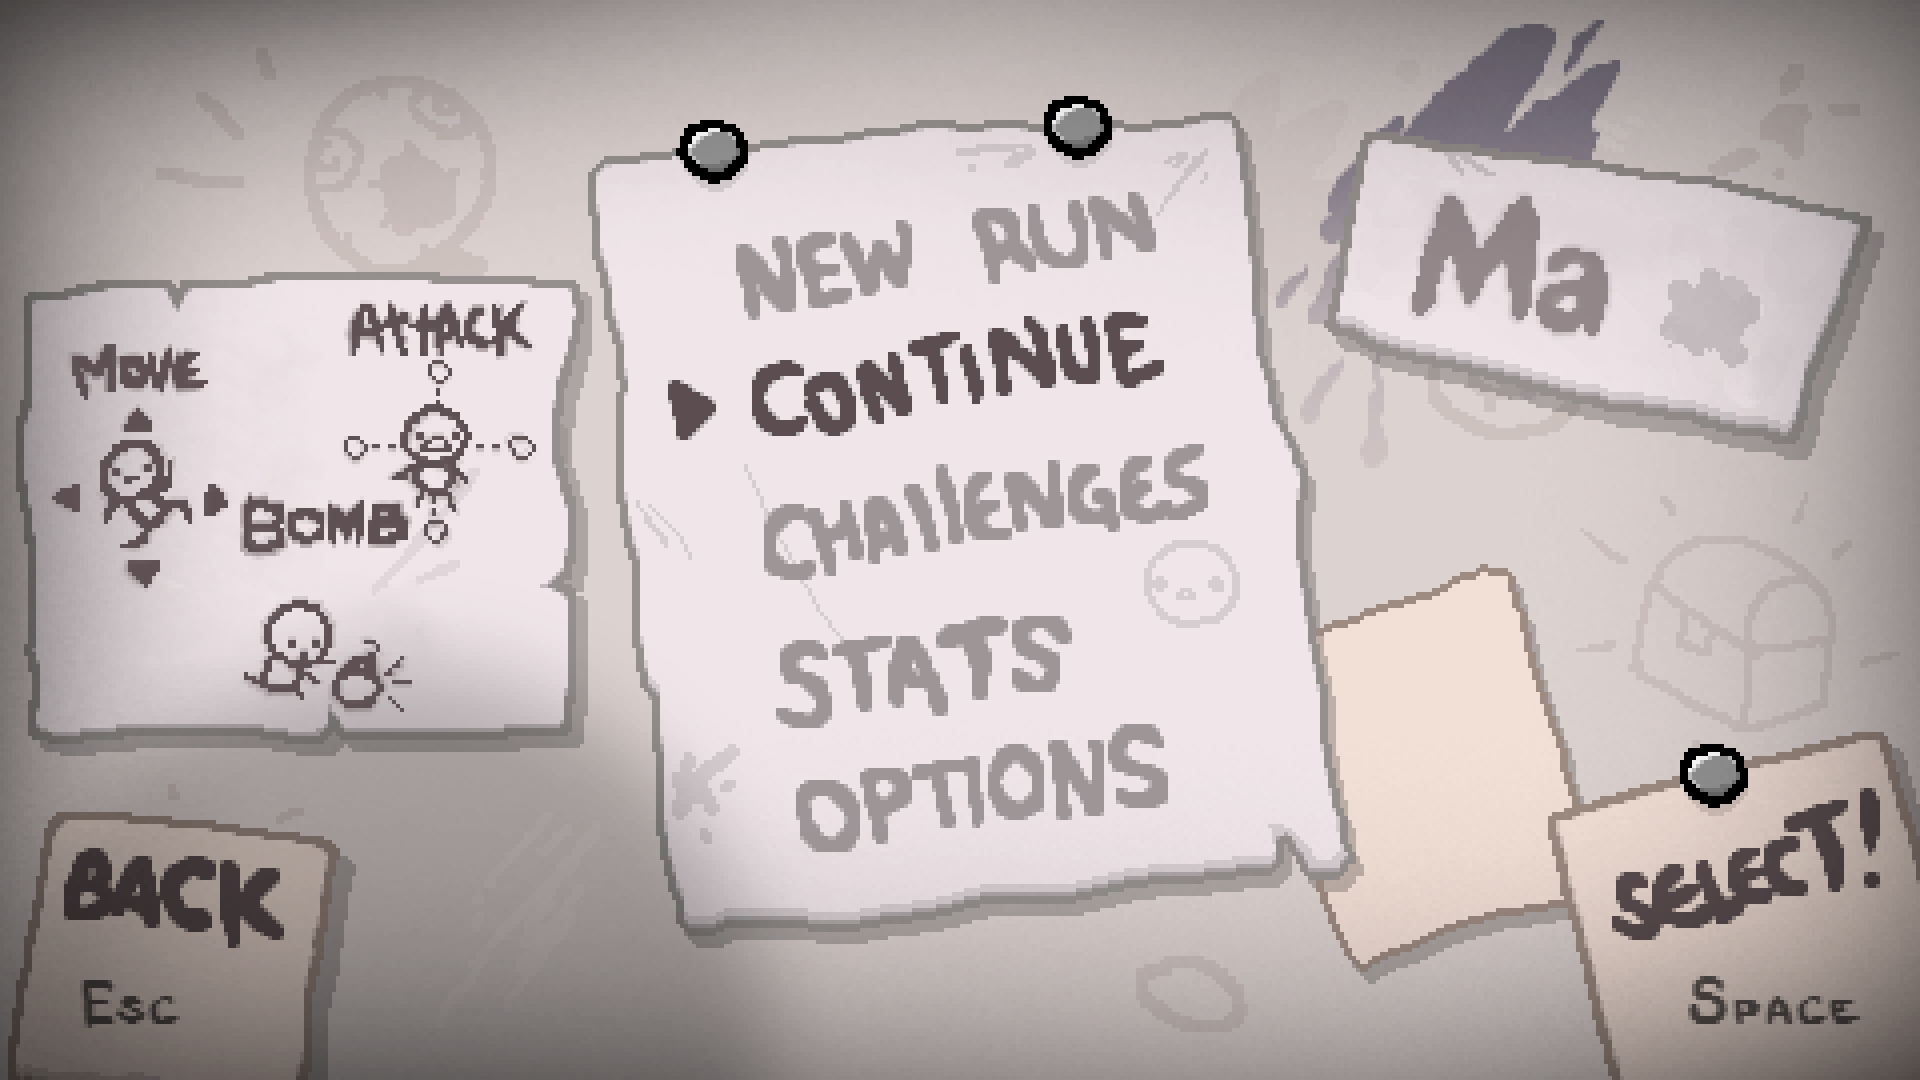 NEW RUN
CONTINUE
CHAllENGES
STATS
OPTIONS
MOVE
ATTACK
BOMB
Ma
BACK
Esc
SELECT!
SPACE